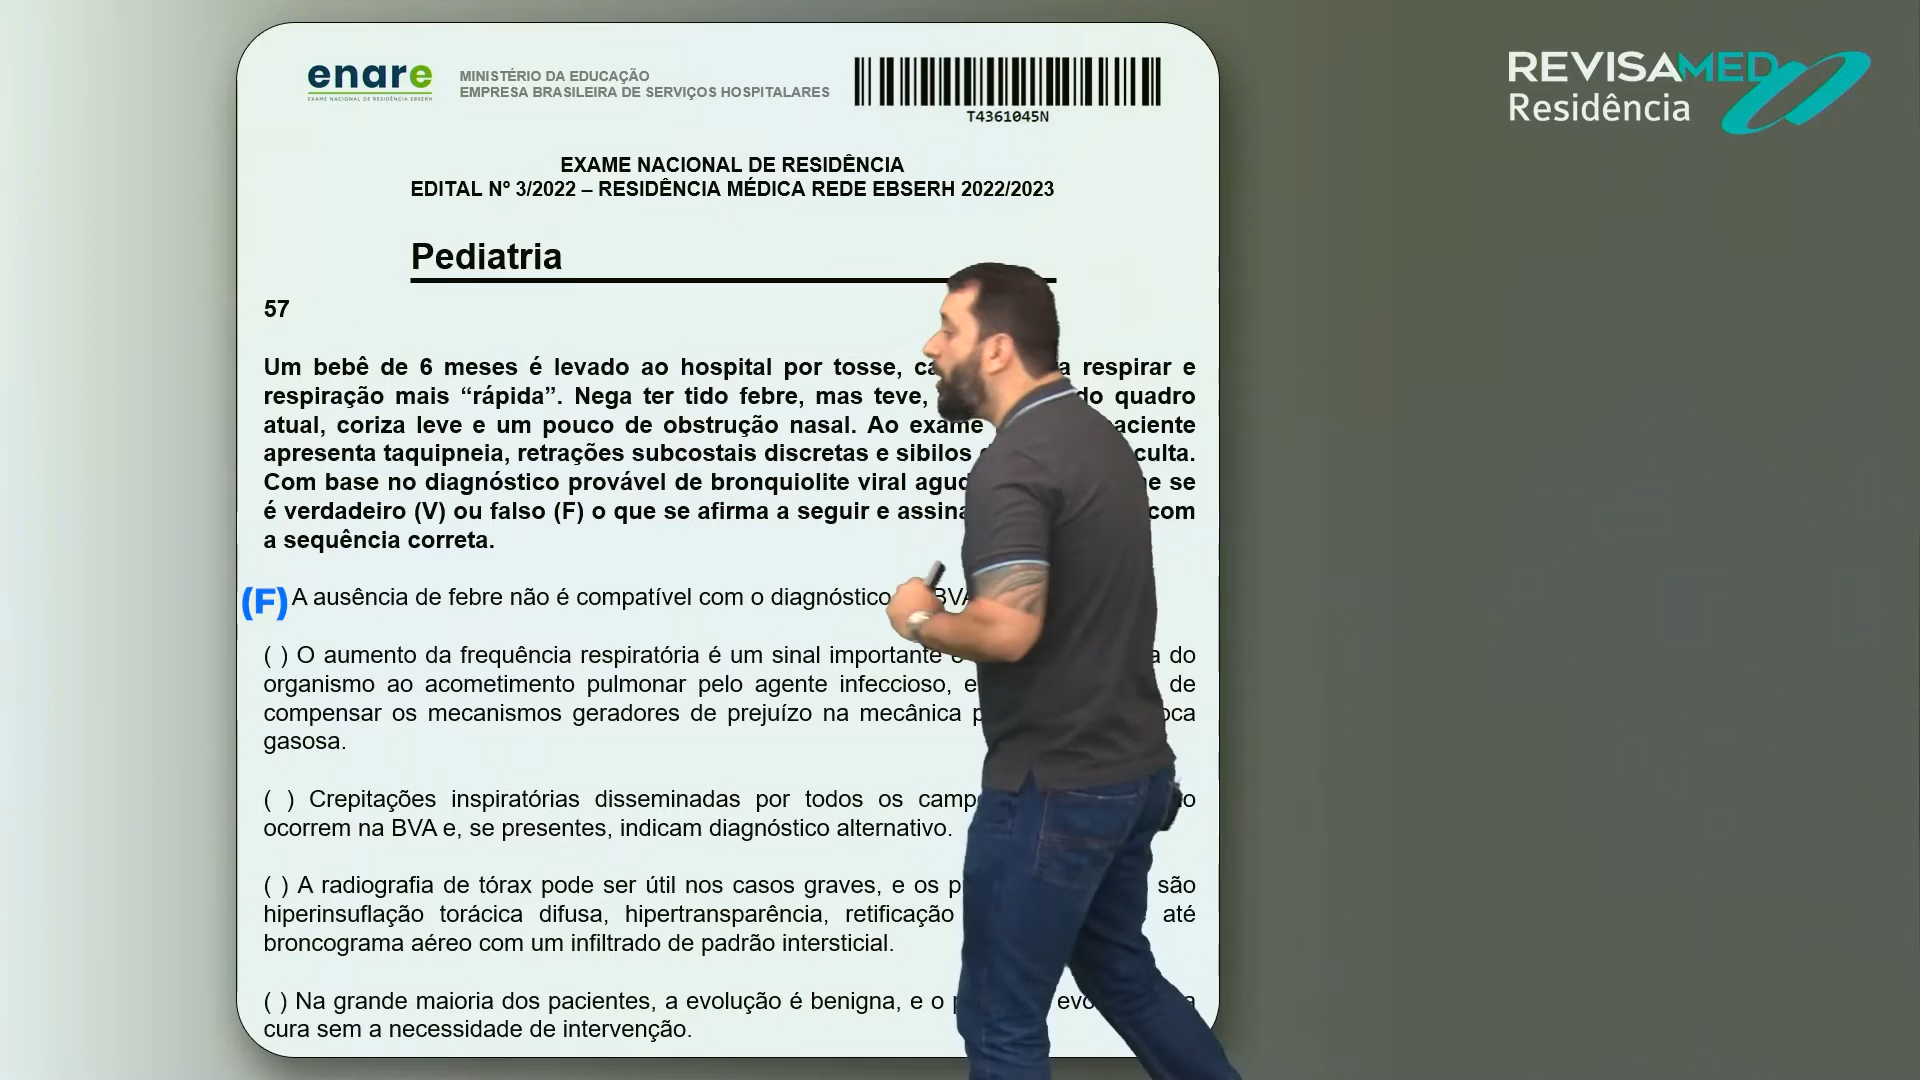 enare
EXAME NACIONAL DE RESIDÊNCIA EBSERH
MINISTÉRIO DA EDUCAÇÃO
EMPRESA BRASILEIRA DE SERVIÇOS HOSPITALARES
T4361045N
REVISAMED
Residência
EXAME NACIONAL DE RESIDÊNCIA
EDITAL Nº 3/2022 – RESIDÊNCIA MÉDICA REDE EBSERH 2022/2023
Pediatria
57
Um bebê de 6 meses é levado ao hospital por tosse, respirar e
respiração mais “rápida”. Nega ter tido febre, mas teve, do quadro
atual, coriza leve e um pouco de obstrução nasal. Ao exame
apresenta taquipneia, retrações subcostais discretas e sibilos
Com base no diagnóstico provável de bronquiolite viral se
é verdadeiro (V) ou falso (F) o que se afirma a seguir e com
a sequência correta.
(F) A ausência de febre não é compatível com o diagnóstico
( ) O aumento da frequência respiratória é um sinal importante do
organismo ao acometimento pulmonar pelo agente infeccioso, de
compensar os mecanismos geradores de prejuízo na mecânica
gasosa.
( ) Crepitações inspiratórias disseminadas por todos os
ocorrem na BVA e, se presentes, indicam diagnóstico alternativo.
( ) A radiografia de tórax pode ser útil nos casos graves, e os são
hiperinsuflação torácica difusa, hipertransparência, retificação até
broncograma aéreo com um infiltrado de padrão intersticial.
( ) Na grande maioria dos pacientes, a evolução é benigna, e o
cura sem a necessidade de intervenção.